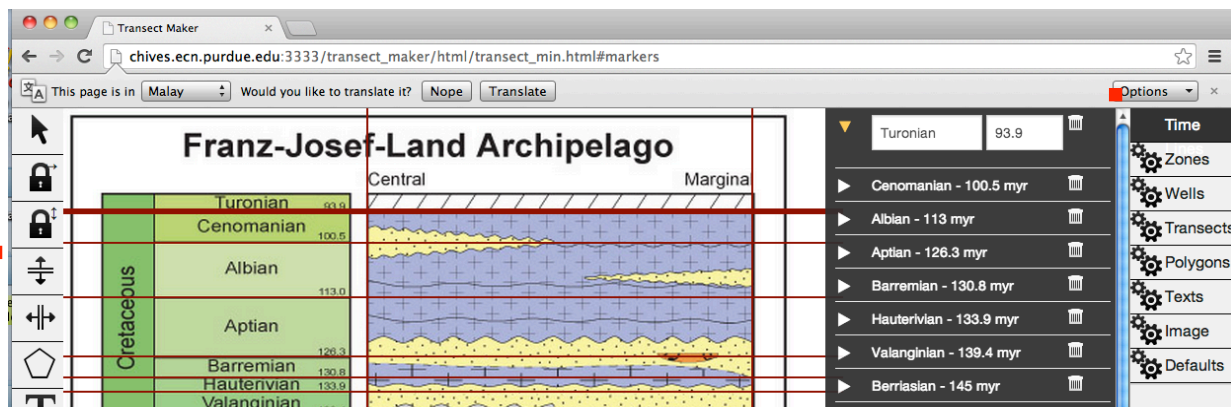 Transect Maker
chives.ecn.purdue.edu:3333/transect_maker/html/transect_min.html#markers
This page is in Malay Would you like to translate it? Nope Translate Options
Franz-Josef-Land Archipelago
Central Marginal
Turonian 93.9
Cenomanian 100.5
Albian 113.0
Aptian 126.3
Barremian 130.8
Hauterivian 133.9
Valanginian
Cretaceous
Turonian 93.9
Cenomanian - 100.5 myr
Albian - 113 myr
Aptian - 126.3 myr
Barremian - 130.8 myr
Hauterivian - 133.9 myr
Valanginian - 139.4 myr
Berriasian - 145 myr
Time
Lines
Zones
Wells
Transects
Polygons
Texts
Image
Defaults